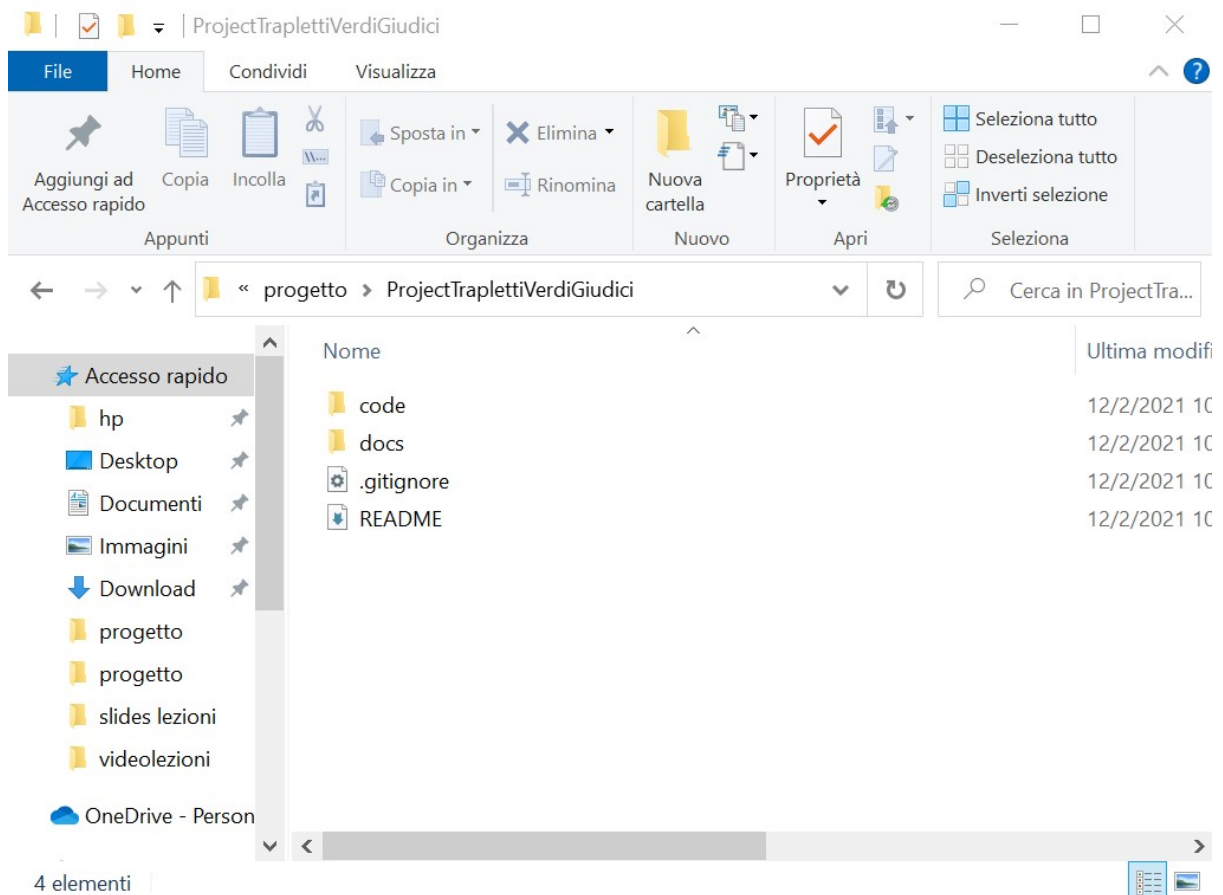 ProjectTraplettiVerdiGiudici
File Home Condividi Visualizza
Aggiungi ad
Accesso rapido
Copia
Incolla
Appunti
Sposta in
Copia in
Elimina
Rinomina
Organizza
Nuova
cartella
Nuovo
Proprietà
Apri
Seleziona tutto
Deseleziona tutto
Inverti selezione
Seleziona
« progetto > ProjectTraplettiVerdiGiudici
Cerca in ProjectTra...
Accesso rapido
hp
Desktop
Documenti
Immagini
Download
progetto
progetto
slides lezioni
videolezioni
OneDrive - Person
Nome Ultima modifi
code 12/2/2021 10
docs 12/2/2021 10
.gitignore 12/2/2021 10
README 12/2/2021 10
4 elementi